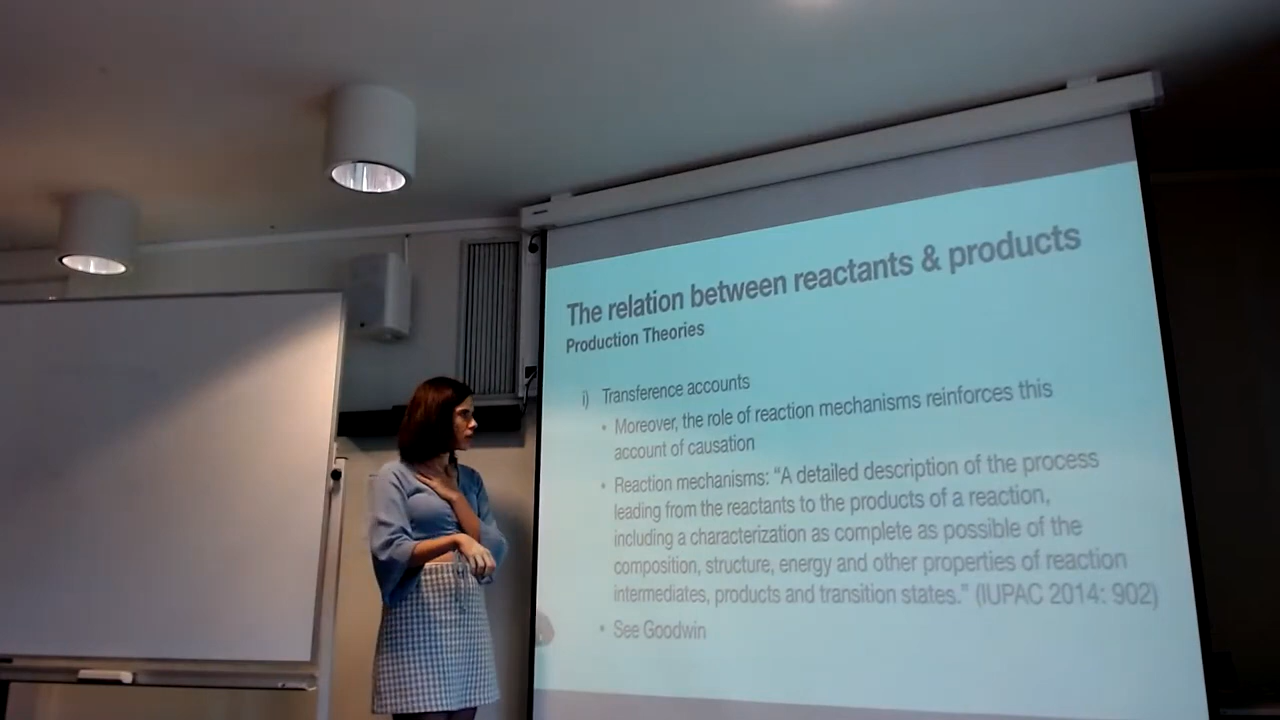 The relation between reactants & products
Production Theories
i) Transference accounts
• Moreover, the role of reaction mechanisms reinforces this
account of causation
• Reaction mechanisms: “A detailed description of the process
leading from the reactants to the products of a reaction,
including a characterization as complete as possible of the
composition, structure, energy and other properties of reaction
intermediates, products and transition states.” (IUPAC 2014: 902)
• See Goodwin